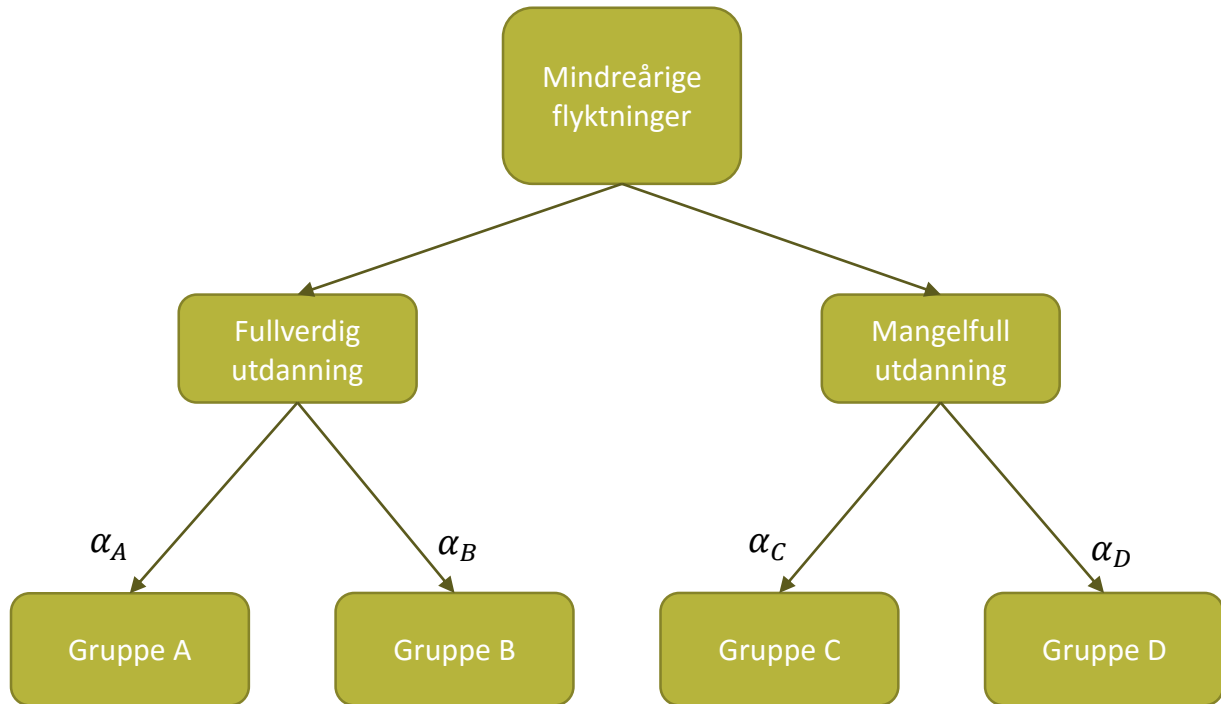 Mindreårige
flyktninger
Fullverdig
utdanning
Mangelfull
utdanning
α_A
α_B
α_C
α_D
Gruppe A
Gruppe B
Gruppe C
Gruppe D